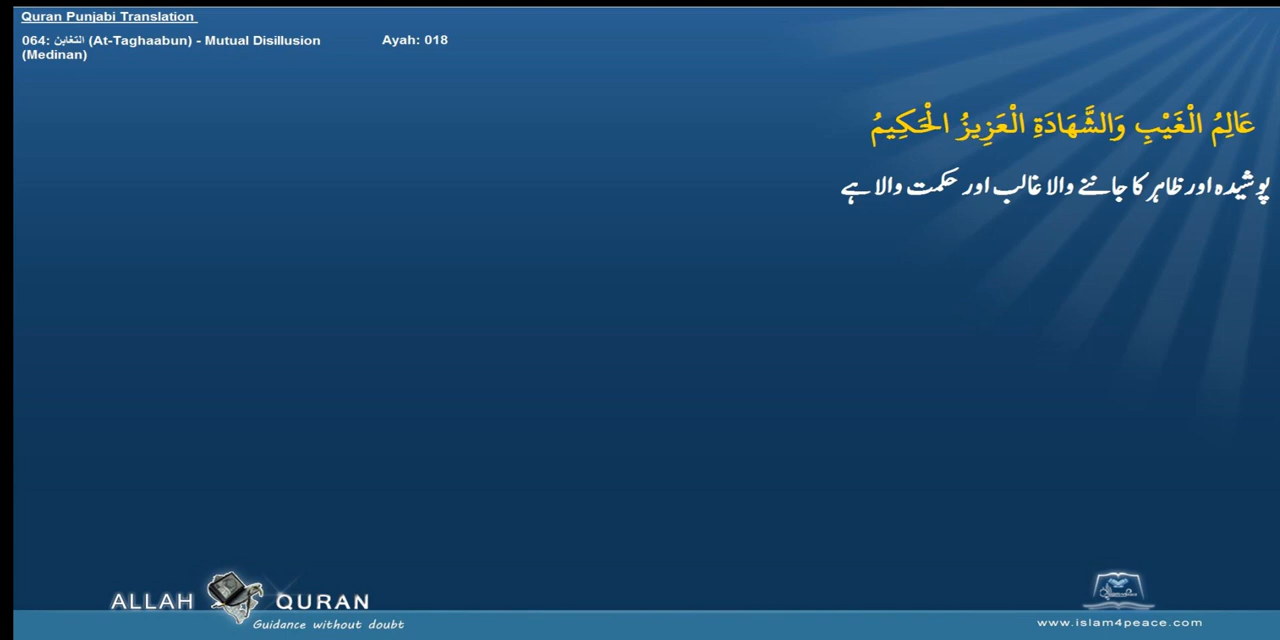 Quran Punjabi Translation
064: التغابن (At-Taghaabun) - Mutual Disillusion
(Medinan)
Ayah: 018
عَالِمُ الْغَيْبِ وَالشَّهَادَةِ الْعَزِيزُ الْحَكِيمُ
پوشیدہ اور ظاہر کا جاننے والا غالب اور حکمت والا ہے
ALLAH QURAN
Guidance without doubt
www.islam4peace.com